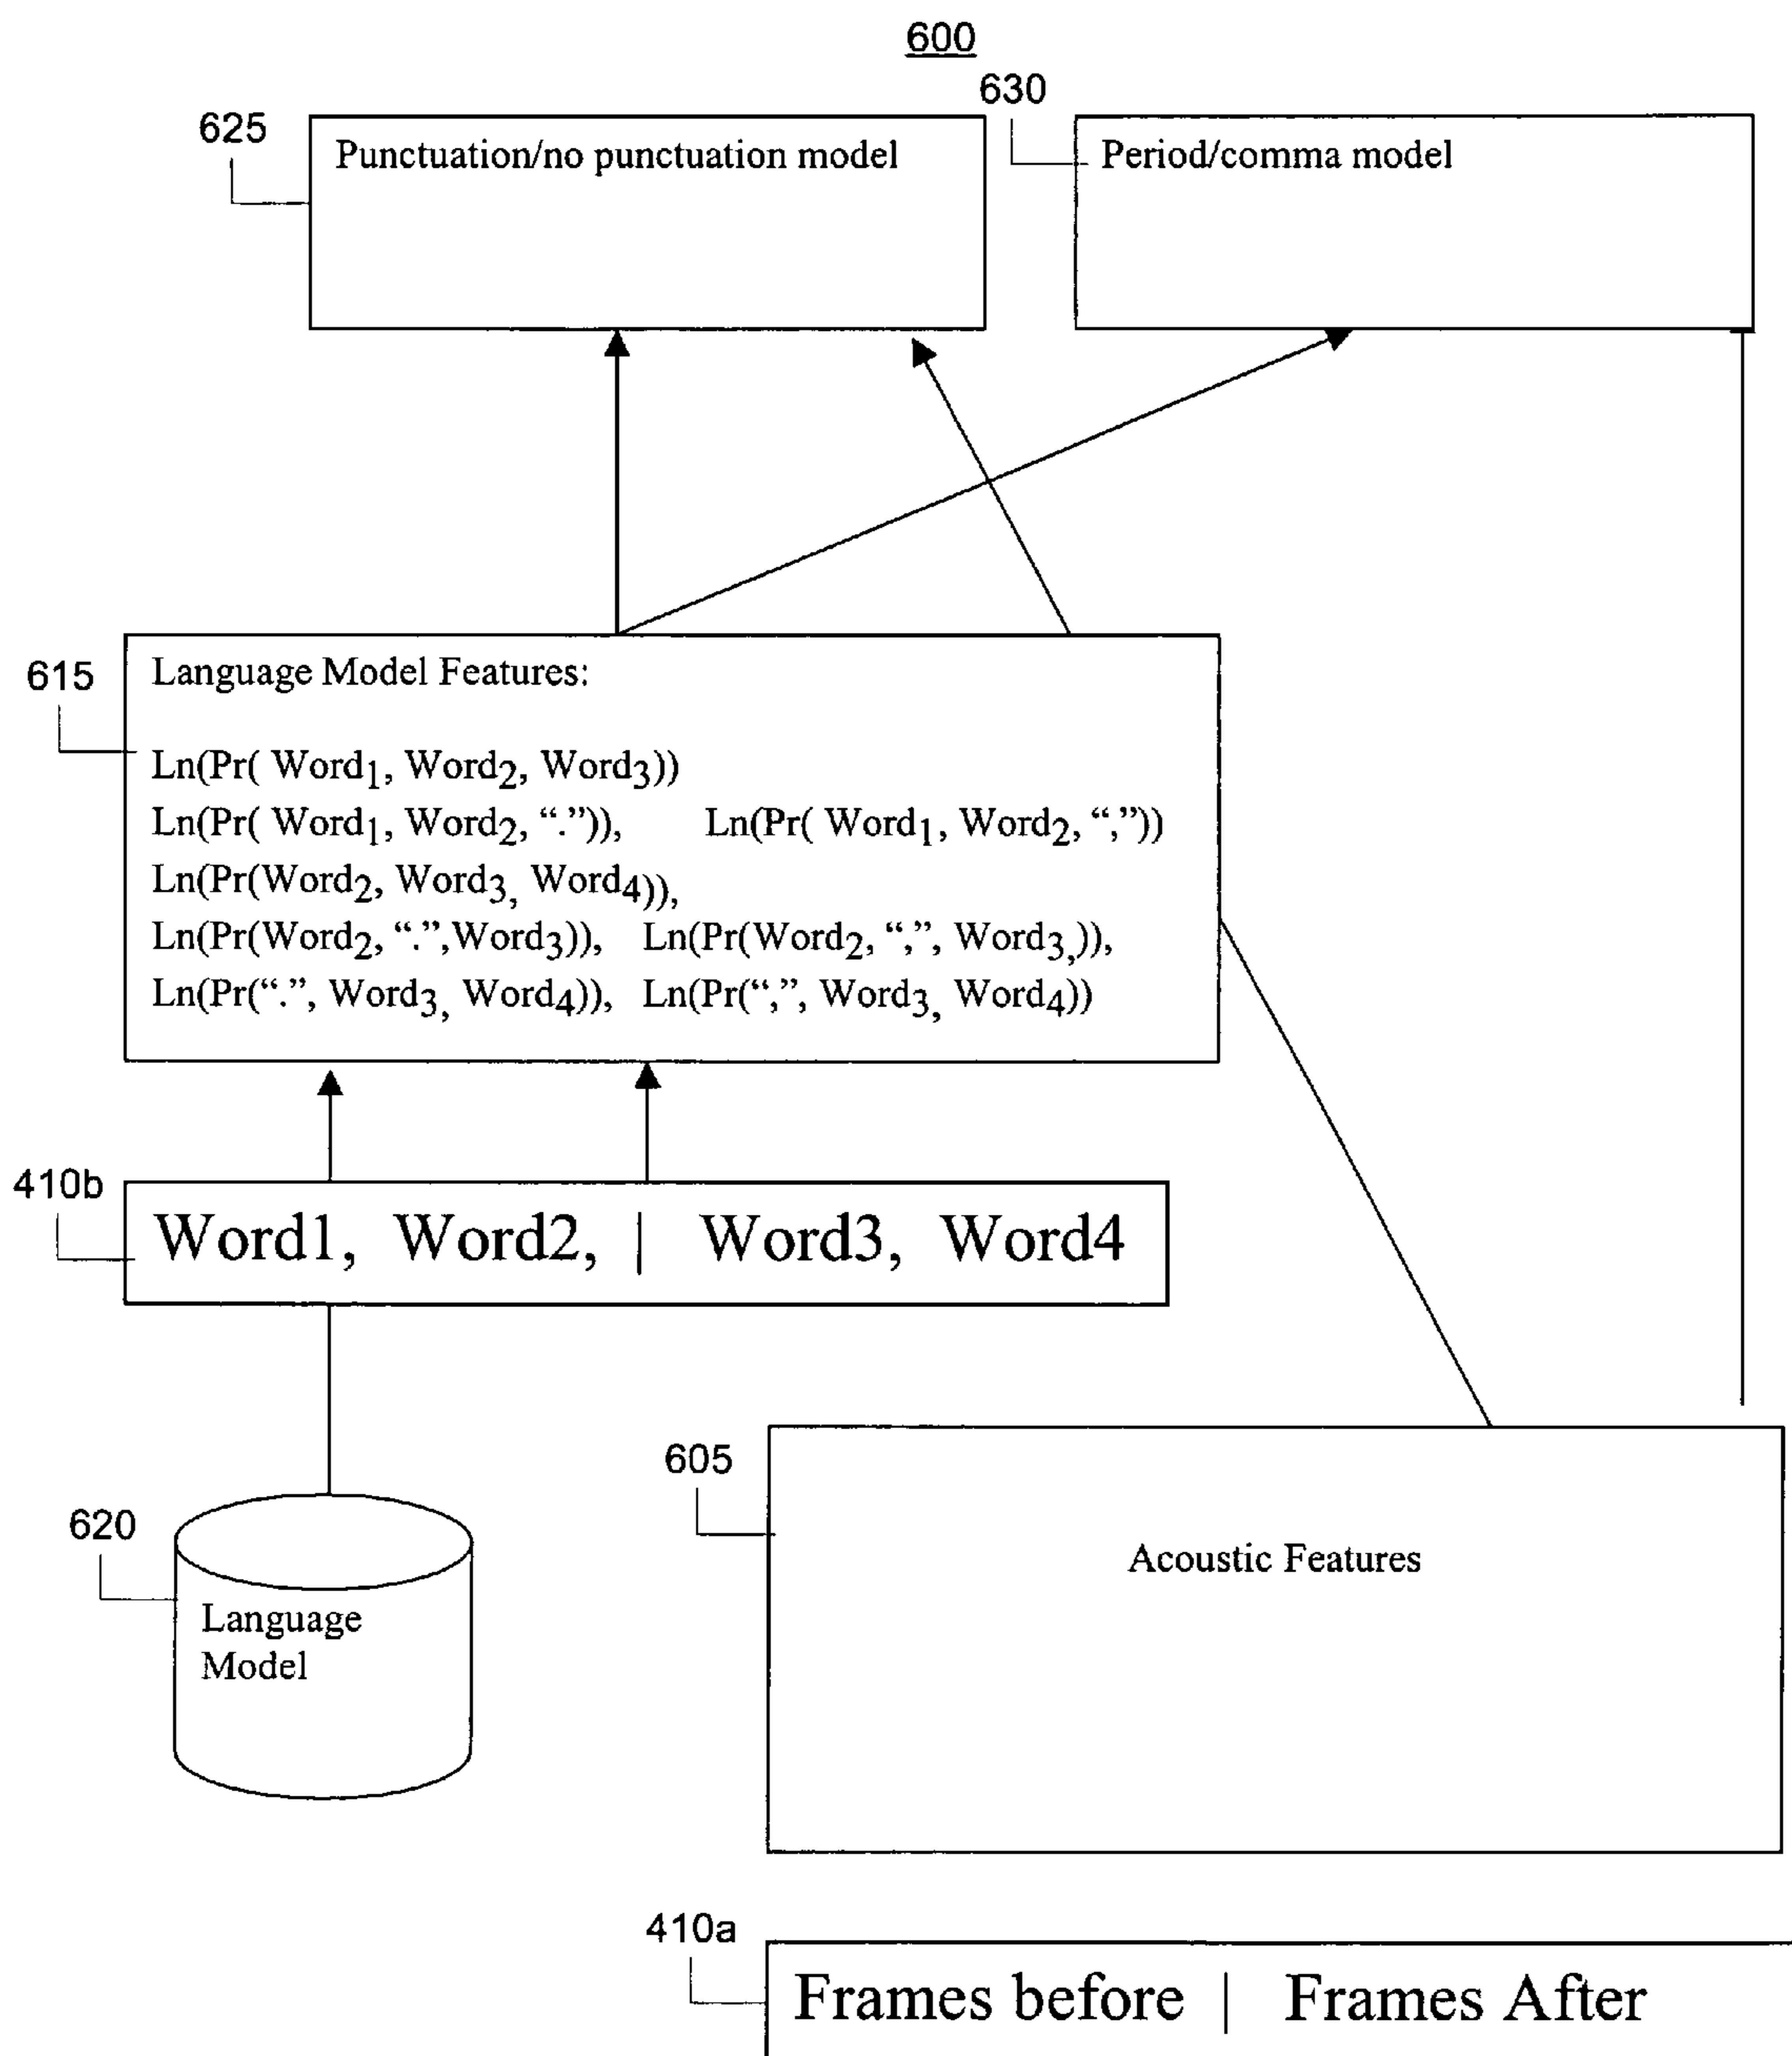 600
630
625
Punctuation/no punctuation model
Period/comma model
615
Language Model Features:
Ln(Pr( Word1, Word2, Word3))
Ln(Pr( Word1, Word2, “.”)), Ln(Pr( Word1, Word2, “,”))
Ln(Pr(Word2, Word3, Word4)),
Ln(Pr(Word2, “.”,Word3)), Ln(Pr(Word2, “,”, Word3,)),
Ln(Pr(“.”, Word3, Word4)), Ln(Pr(“,”, Word3, Word4))
410b
Word1, Word2, | Word3, Word4
605
620
Acoustic Features
Language
Model
410a
Frames before | Frames After